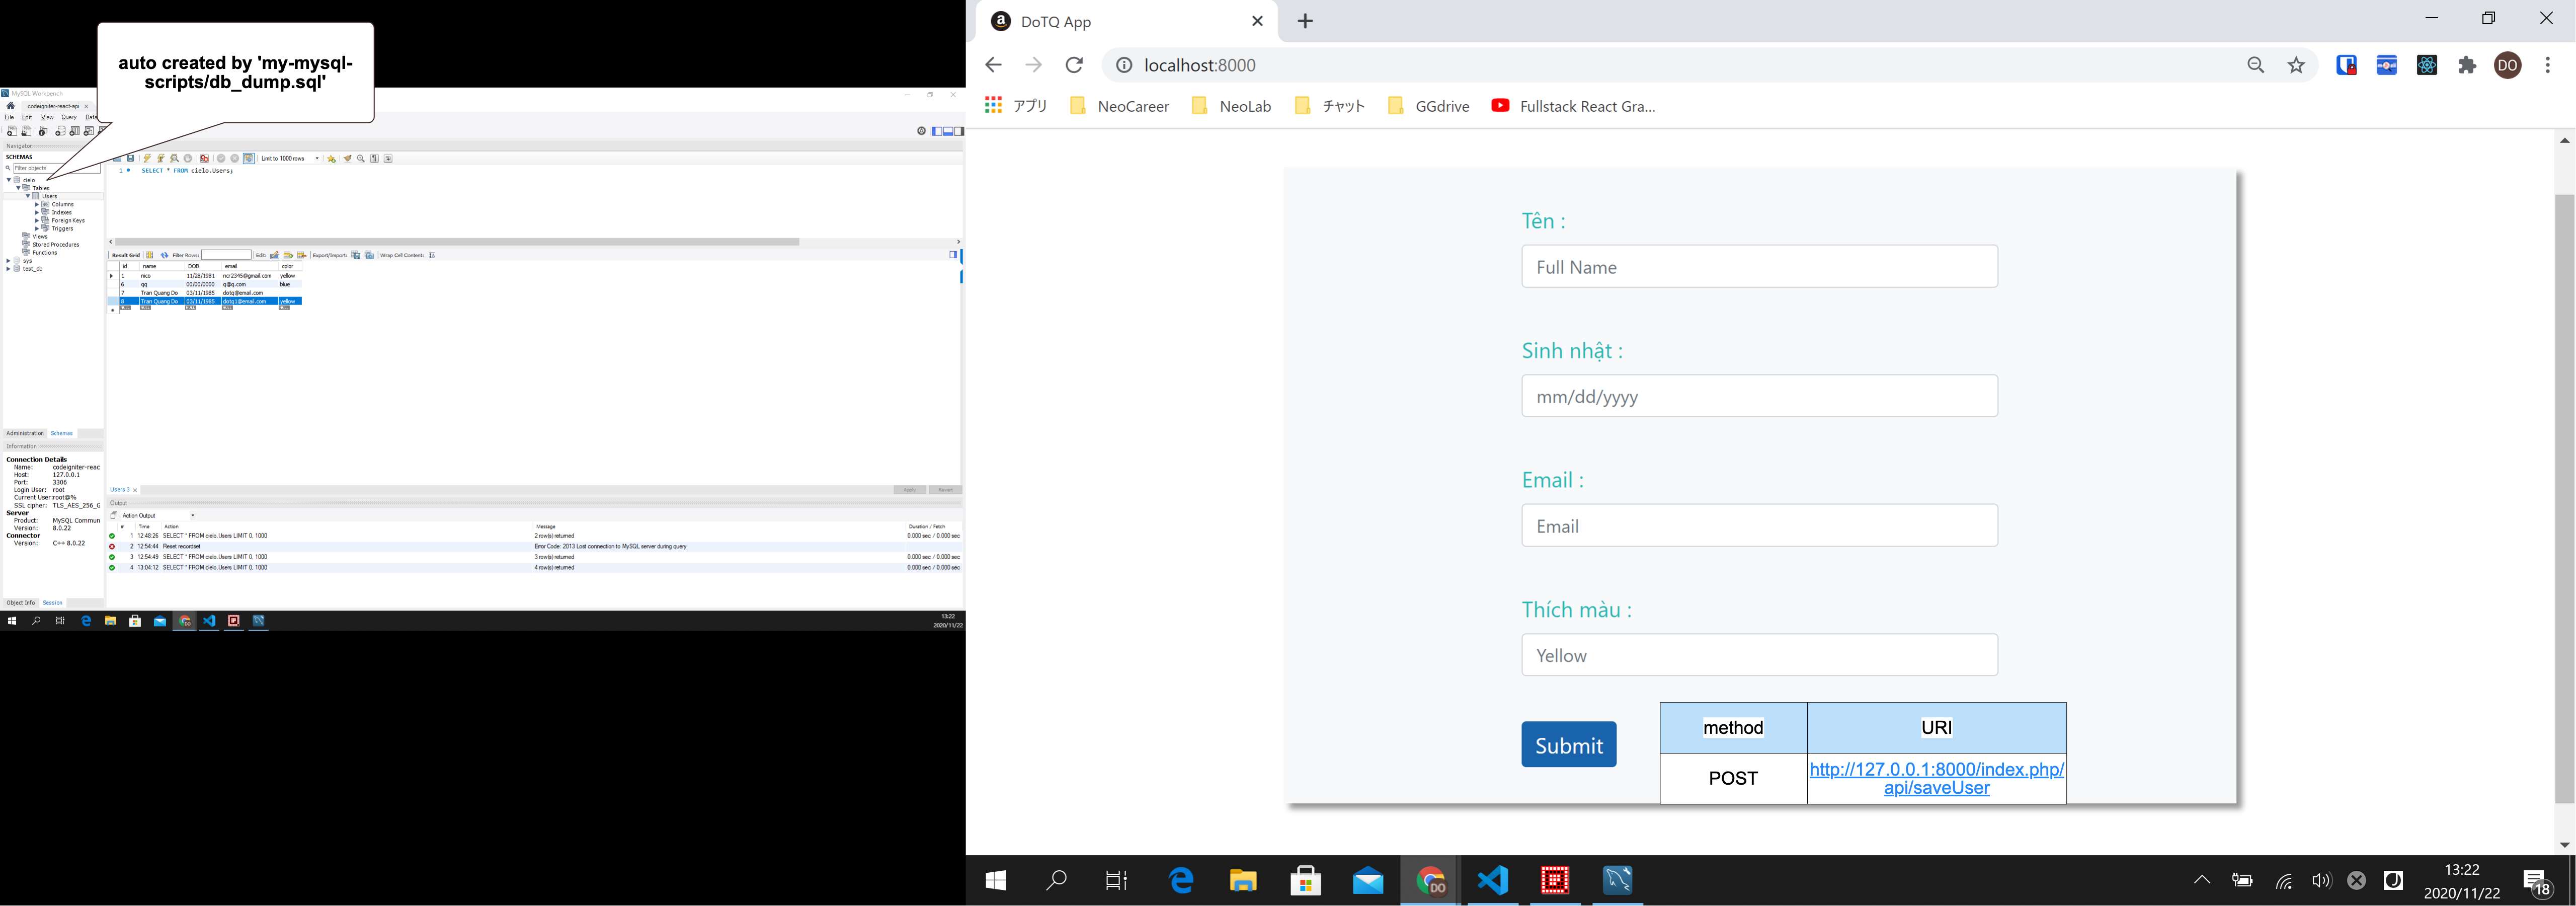 auto created by 'my-mysql-
scripts/db_dump.sql'
MySQL Workbench
codeigniter-react-api ×
File Edit View Query Data
Navigator
SCHEMAS
Filter objects
cielo
Tables
Users
Columns
Indexes
Foreign Keys
Triggers
Views
Stored Procedures
Functions
sys
test_db
Administration Schemas
Information
Connection Details
Name: codeigniter-reac
Host: 127.0.0.1
Port: 3306
Login User: root
Current User: root@%
SSL cipher: TLS_AES_256_G
Server
Product: MySQL Commun
Version: 8.0.22
Connector
Version: C++ 8.0.22
Object Info Session
Limit to 1000 rows
1 SELECT * FROM cielo.Users;
Result Grid Filter Rows: Edit: Export/Import: Wrap Cell Content:
id name DOB email color
1 nico 11/28/1981 ncr2345@gmail.com yellow
6 qq 00/00/0000 q@q.com blue
7 Tran Quang Do 03/11/1985 dotq@email.com
8 Tran Quang Do 03/11/1985 dotq1@email.com yellow
NULL NULL NULL NULL NULL
Users 3 × Apply Revert
Output
Action Output
# Time Action Message Duration / Fetch
1 12:48:26 SELECT * FROM cielo.Users LIMIT 0, 1000 2 row(s) returned 0.000 sec / 0.000 sec
2 12:54:44 Reset recordset Error Code: 2013 Lost connection to MySQL server during query
3 12:54:49 SELECT * FROM cielo.Users LIMIT 0, 1000 3 row(s) returned 0.000 sec / 0.000 sec
4 13:04:12 SELECT * FROM cielo.Users LIMIT 0, 1000 4 row(s) returned 0.000 sec / 0.000 sec
13:22
2020/11/22
DoTQ App
localhost:8000
DO
アプリ NeoCareer NeoLab チャット GGdrive Fullstack React Gra...
Tên :
Full Name
Sinh nhật :
mm/dd/yyyy
Email :
Email
Thích màu :
Yellow
Submit
method URI
POST http://127.0.0.1:8000/index.php/
api/saveUser
DO
13:22
2020/11/22
18